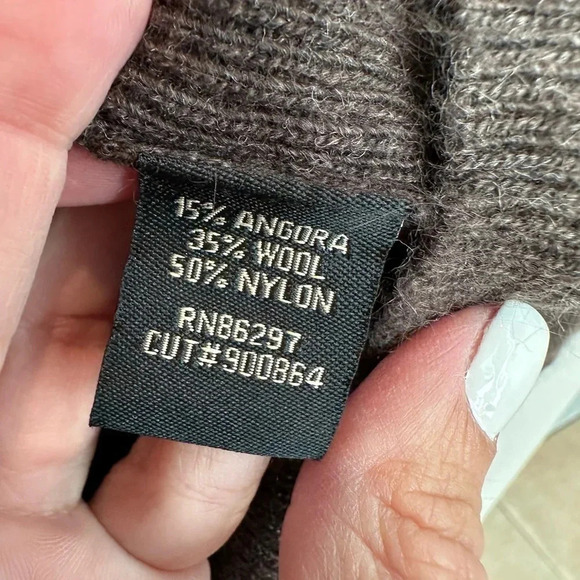 15% ANGORA
35% WOOL
50% NYLON
RN86297
CUT#900864